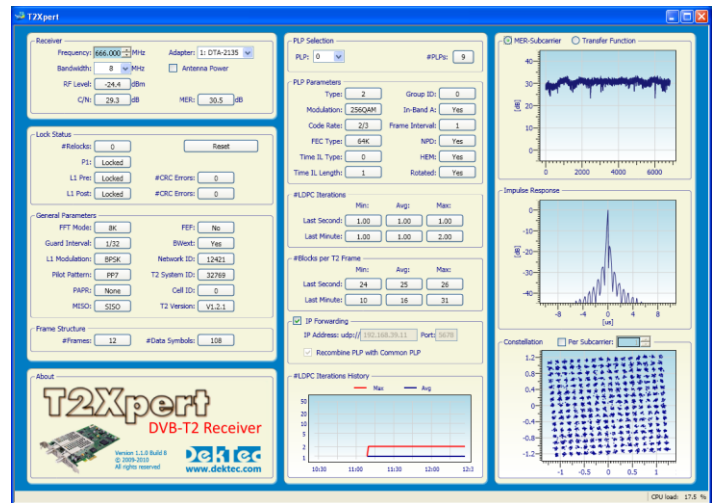 T2Xpert
Receiver
Frequency: 666.000 MHz Adapter: 1: DTA-2135
Bandwidth: 8 MHz Antenna Power
RF Level: -24.4 dBm
C/N: 29.3 dB MER: 30.5 dB
Lock Status
#Relocks: 0 Reset
P1: Locked
L1 Pre: Locked #CRC Errors: 0
L1 Post: Locked #CRC Errors: 0
General Parameters
FFT Mode: 8K FEF: No
Guard Interval: 1/32 BWext: Yes
L1 Modulation: BPSK Network ID: 12421
Pilot Pattern: PP7 T2 System ID: 32769
PAPR: None Cell ID: 0
MISO: SISO T2 Version: V1.2.1
Frame Structure
#Frames: 12 #Data Symbols: 108
About
T2Xpert
DVB-T2 Receiver
Version 1.1.0 Build 8
© 2009-2010
All rights reserved
DekTec
www.dektec.com
PLP Selection
PLP: 0 #PLPs: 9
PLP Parameters
Type: 2 Group ID: 0
Modulation: 256QAM In-Band A: Yes
Code Rate: 2/3 Frame Interval: 1
FEC Type: 64K NPD: Yes
Time IL Type: 0 HEM: Yes
Time IL Length: 1 Rotated: Yes
#LDPC Iterations
Min: Avg: Max:
Last Second: 1.00 1.00 1.00
Last Minute: 1.00 1.00 2.00
#Blocks per T2 Frame
Min: Avg: Max:
Last Second: 24 25 26
Last Minute: 10 16 31
IP Forwarding
IP Address: udp:// 192.168.39.11 Port: 5678
Recombine PLP with Common PLP
#LDPC Iterations History
Max Avg
50
20
10
5
2
1
10:30 11:00 11:30 12:00 12:3
MER-Subcarrier Transfer Function
40
30
[dB]
20
10
0
0 2000 4000 6000
Impulse Response
0
-10
[dB]
-20
-30
-40
-8 -4 0 4 8
[us]
Constellation Per Subcarrier:
1.2
0.8
0.4
0
-0.4
-0.8
-1.2
-1 -0.5 0 0.5 1
CPU load: 17.5 %